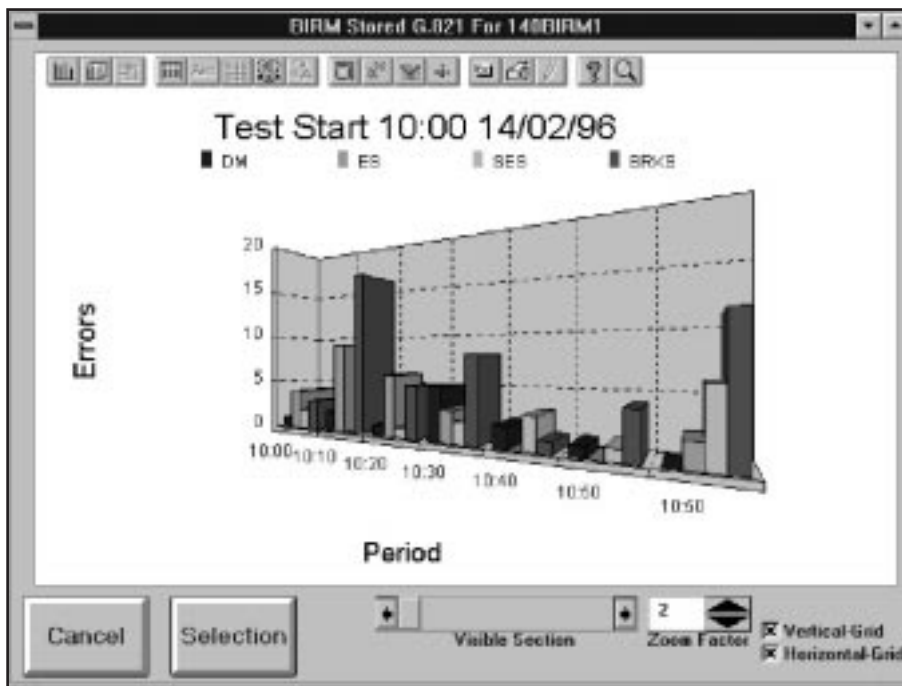 BIRM Stored G.821 For 140BIRM1
Test Start 10:00 14/02/96
DM ES SES BRKS
20
15
10
5
0
Errors
10:00 10:10 10:20 10:30 10:40 10:50 10:50
Period
Cancel
Selection
Visible Section
2
Zoom Factor
Vertical-Grid
Horizontal-Grid